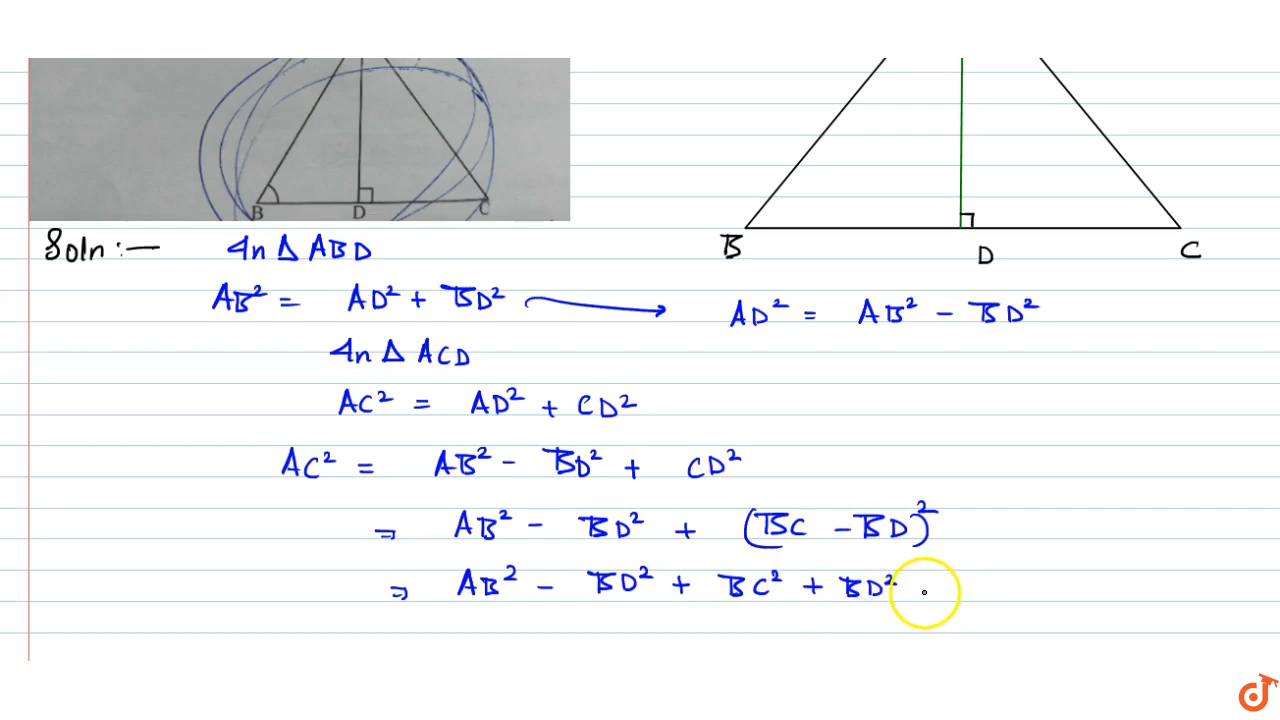 B D C
B D C
Soln :— In Δ ABD
AB² = AD² + BD² → AD² = AB² - BD²
In Δ ACD
AC² = AD² + CD²
AC² = AB² - BD² + CD²
= AB² - BD² + (BC - BD)²
= AB² - BD² + BC² + BD²